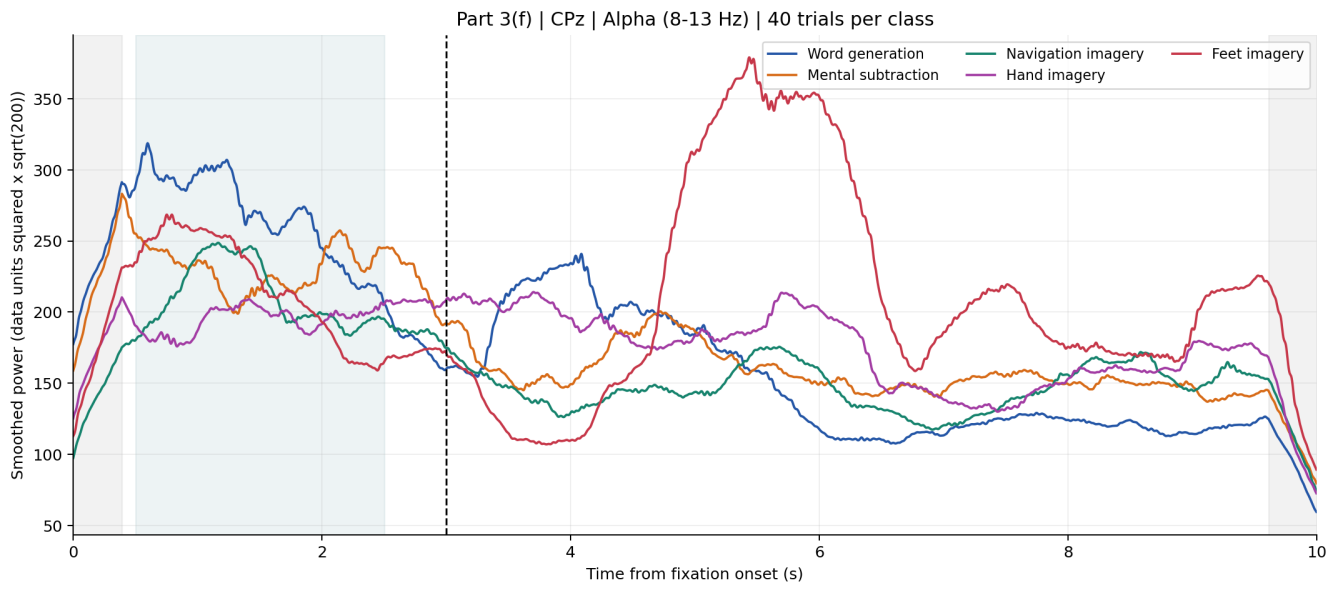 Part 3(f) | CPz | Alpha (8-13 Hz) | 40 trials per class
Word generation
Mental subtraction
Navigation imagery
Hand imagery
Feet imagery
Smoothed power (data units squared x sqrt(200))
350
300
250
200
150
100
50
0 2 4 6 8 10
Time from fixation onset (s)